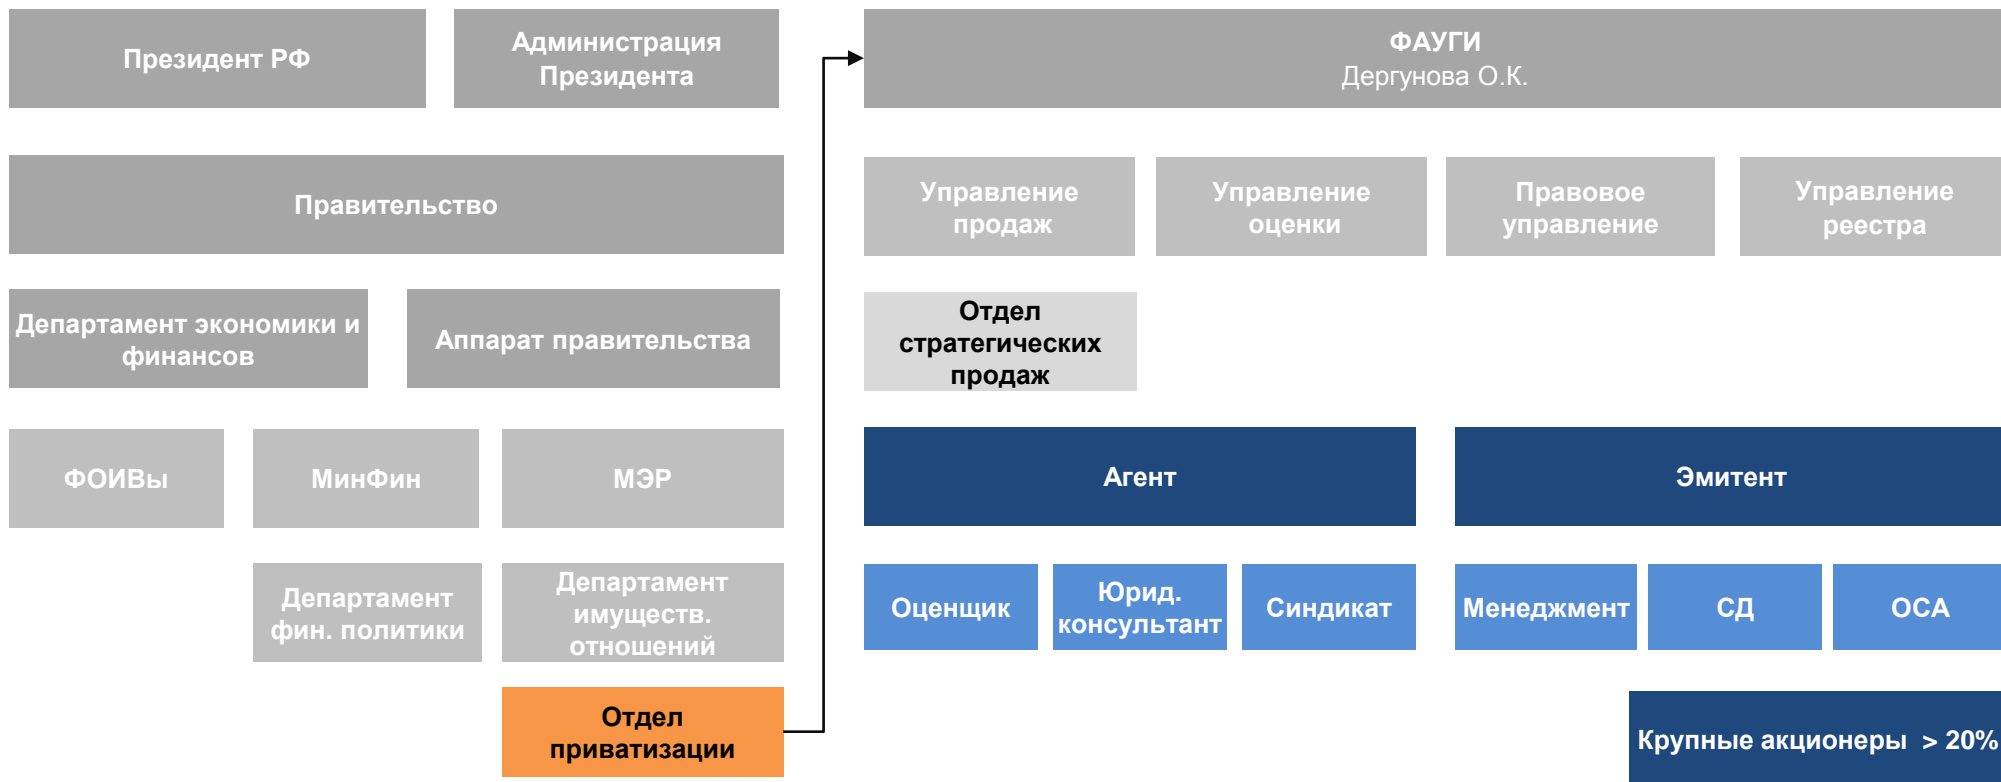 Президент РФ
Администрация
Президента
Правительство
Департамент экономики и
финансов
Аппарат правительства
ФОИВы
МинФин
МЭР
Департамент
фин. политики
Департамент
имуществ.
отношений
Отдел
приватизации
ФАУГИ
Дергунова О.К.
Управление
продаж
Управление
оценки
Правовое
управление
Управление
реестра
Отдел
стратегических
продаж
Агент
Эмитент
Оценщик
Юрид.
консультант
Синдикат
Менеджмент
СД
ОСА
Крупные акционеры > 20%